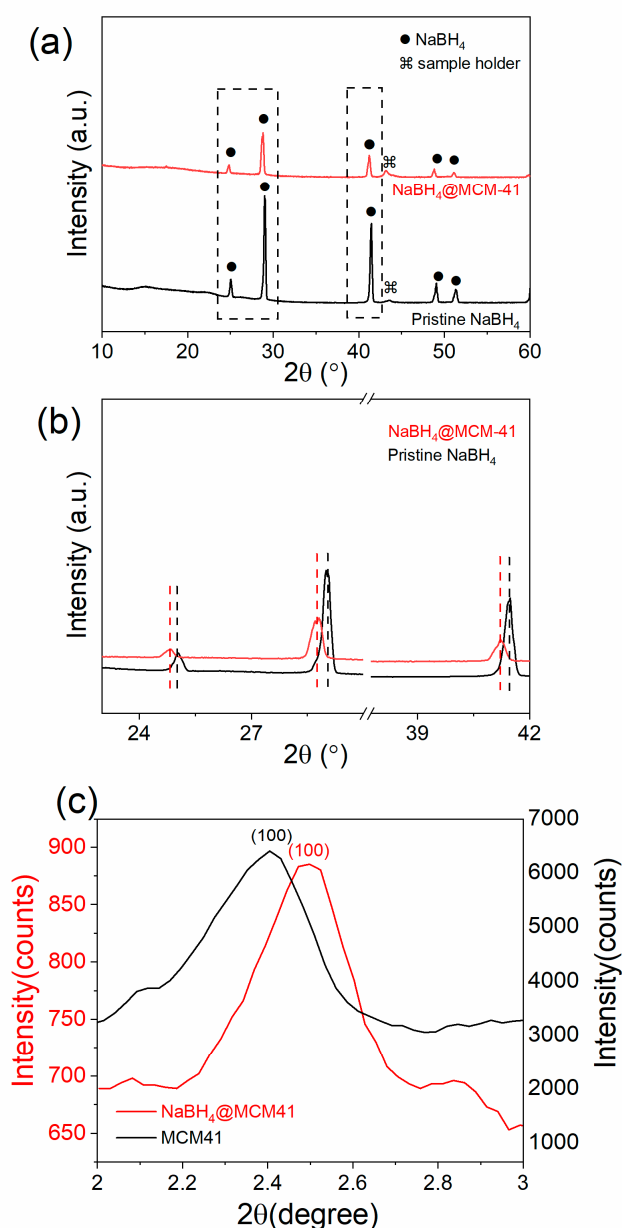 (a)
● NaBH₄
⌘ sample holder
Intensity (a.u.)
⌘
NaBH₄@MCM-41
⌘
Pristine NaBH₄
10 20 30 40 50 60
2θ (°)
(b)
NaBH₄@MCM-41
Pristine NaBH₄
Intensity (a.u.)
24 27 39 42
2θ (°)
(c)
(100)
(100)
900
850
800
750
700
650
Intensity(counts)
7000
6000
5000
4000
3000
2000
1000
Intensity(counts)
NaBH₄@MCM41
MCM41
2 2.2 2.4 2.6 2.8 3
2θ(degree)